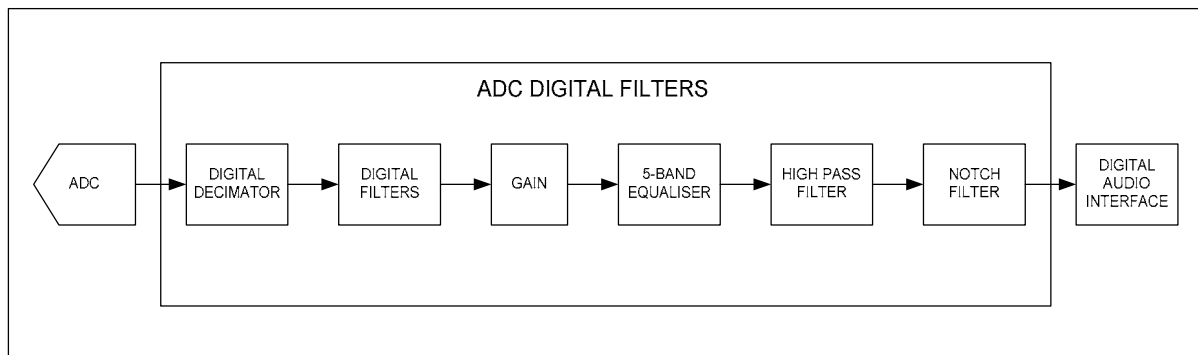 ADC DIGITAL FILTERS
ADC
DIGITAL
DECIMATOR
DIGITAL
FILTERS
GAIN
5-BAND
EQUALISER
HIGH PASS
FILTER
NOTCH
FILTER
DIGITAL
AUDIO
INTERFACE